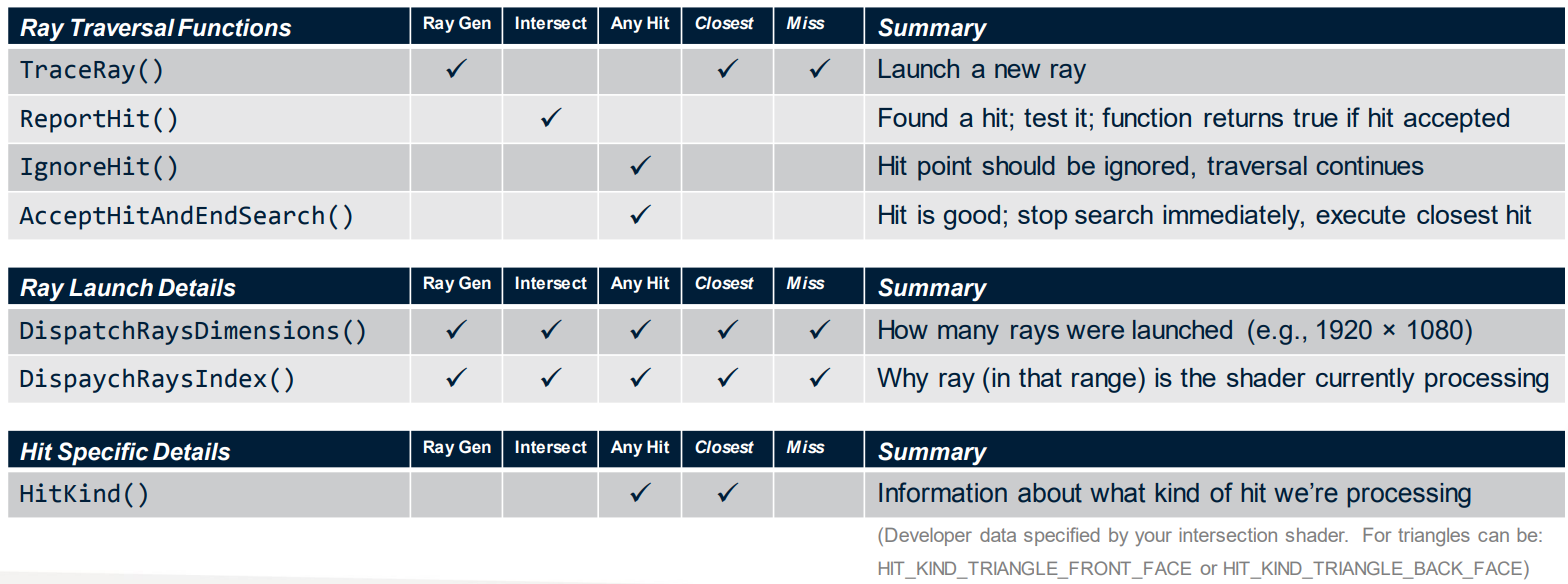 Ray Traversal Functions Ray Gen Intersect Any Hit Closest Miss Summary
TraceRay() ✓ ✓ ✓ Launch a new ray
ReportHit() ✓ Found a hit; test it; function returns true if hit accepted
IgnoreHit() ✓ Hit point should be ignored, traversal continues
AcceptHitAndEndSearch() ✓ Hit is good; stop search immediately, execute closest hit
Ray Launch Details Ray Gen Intersect Any Hit Closest Miss Summary
DispatchRaysDimensions() ✓ ✓ ✓ ✓ ✓ How many rays were launched (e.g., 1920 × 1080)
DispaychRaysIndex() ✓ ✓ ✓ ✓ ✓ Why ray (in that range) is the shader currently processing
Hit Specific Details Ray Gen Intersect Any Hit Closest Miss Summary
HitKind() ✓ ✓ Information about what kind of hit we’re processing
(Developer data specified by your intersection shader. For triangles can be:
HIT_KIND_TRIANGLE_FRONT_FACE or HIT_KIND_TRIANGLE_BACK_FACE)